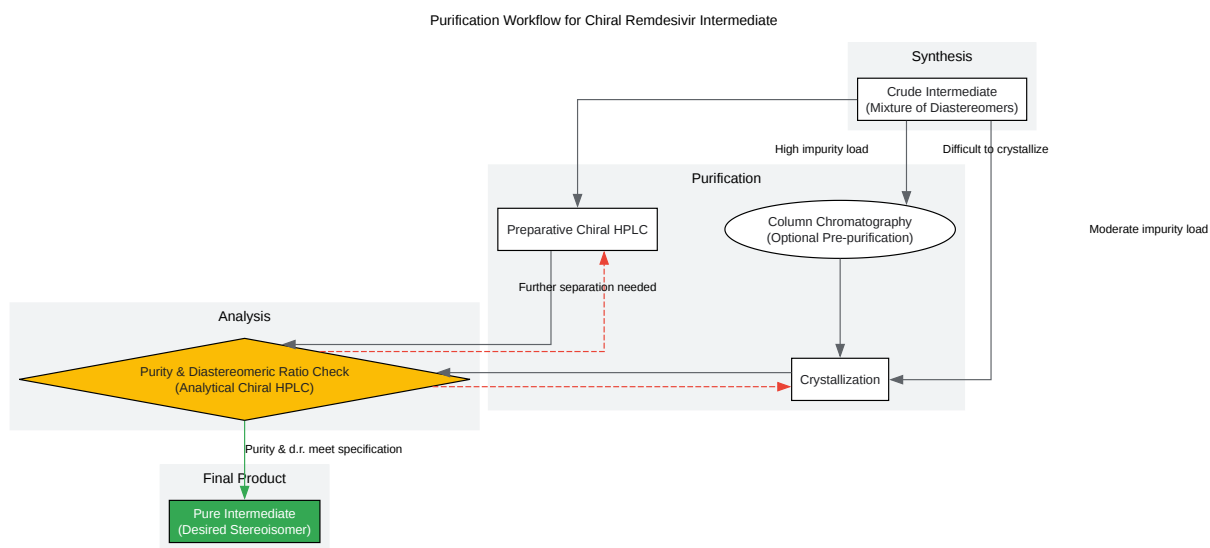 Purification Workflow for Chiral Remdesivir Intermediate
Synthesis
Crude Intermediate
(Mixture of Diastereomers)
High impurity load
Difficult to crystallize
Purification
Preparative Chiral HPLC
Column Chromatography
(Optional Pre-purification)
Moderate impurity load
Further separation needed
Analysis
Purity & Diastereomeric Ratio Check
(Analytical Chiral HPLC)
Crystallization
Purity & d.r. meet specification
Final Product
Pure Intermediate
(Desired Stereoisomer)